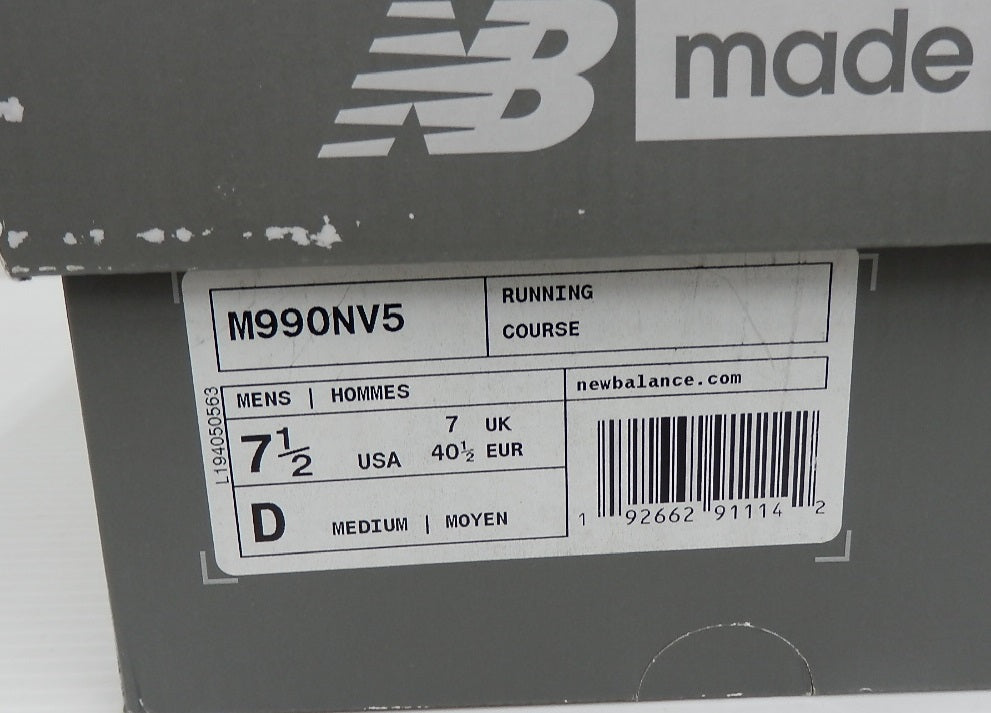 NB made
M990NV5
RUNNING
COURSE
MENS | HOMMES
newbalance.com
7½ USA
7 UK
40½ EUR
D MEDIUM | MOYEN
L194050563
1 92662 91114 2